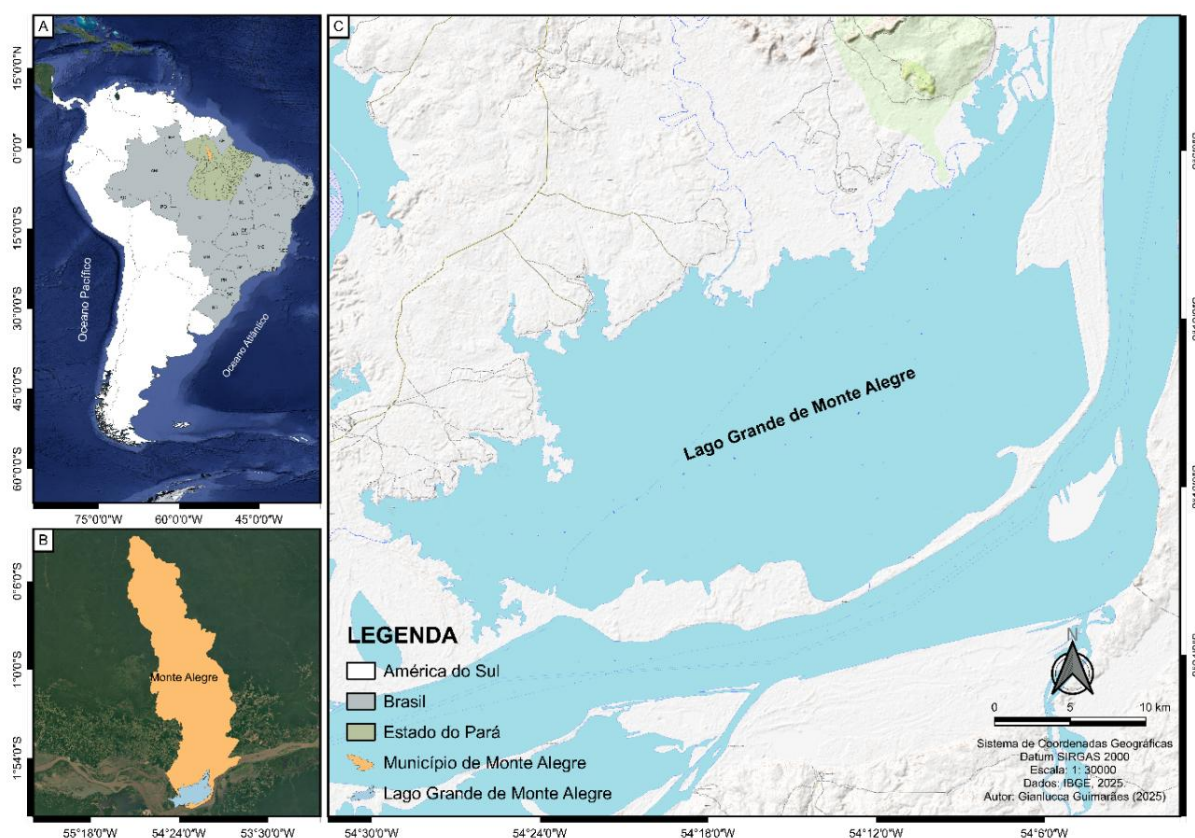 A
15°0'0"N
0°0'0"
15°0'0"S
30°0'0"S
45°0'0"S
60°0'0"S
Oceano Pacífico
Oceano Atlântico
75°0'0"W 60°0'0"W 45°0'0"W
B
0°6'0"S
1°0'0"S
1°54'0"S
Monte Alegre
55°18'0"W 54°24'0"W 53°30'0"W
C
Lago Grande de Monte Alegre
LEGENDA
América do Sul
Brasil
Estado do Pará
Município de Monte Alegre
Lago Grande de Monte Alegre
N
0 5 10 km
Sistema de Coordenadas Geográficas
Datum SIRGAS 2000
Escala: 1: 30000
Dados: IBGE, 2025.
Autor: Gianlucca Guimarães (2025)
54°30'0"W 54°24'0"W 54°18'0"W 54°12'0"W 54°6'0"W